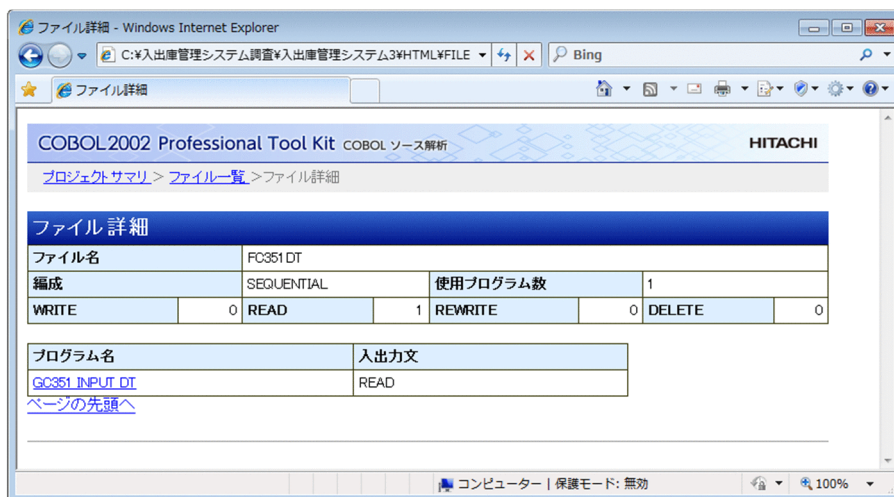 ファイル詳細 - Windows Internet Explorer
C:¥入出庫管理システム調査¥入出庫管理システム3¥HTML¥FILE
Bing
ファイル詳細
COBOL2002 Professional Tool Kit COBOL ソース解析
HITACHI
プロジェクトサマリ > ファイル一覧 >ファイル詳細
ファイル詳細
ファイル名 FC351DT
編成 SEQUENTIAL 使用プログラム数 1
WRITE 0 READ 1 REWRITE 0 DELETE 0
プログラム名 入出力文
GC351 INPUT DT READ
ページの先頭へ
コンピューター | 保護モード: 無効 100%